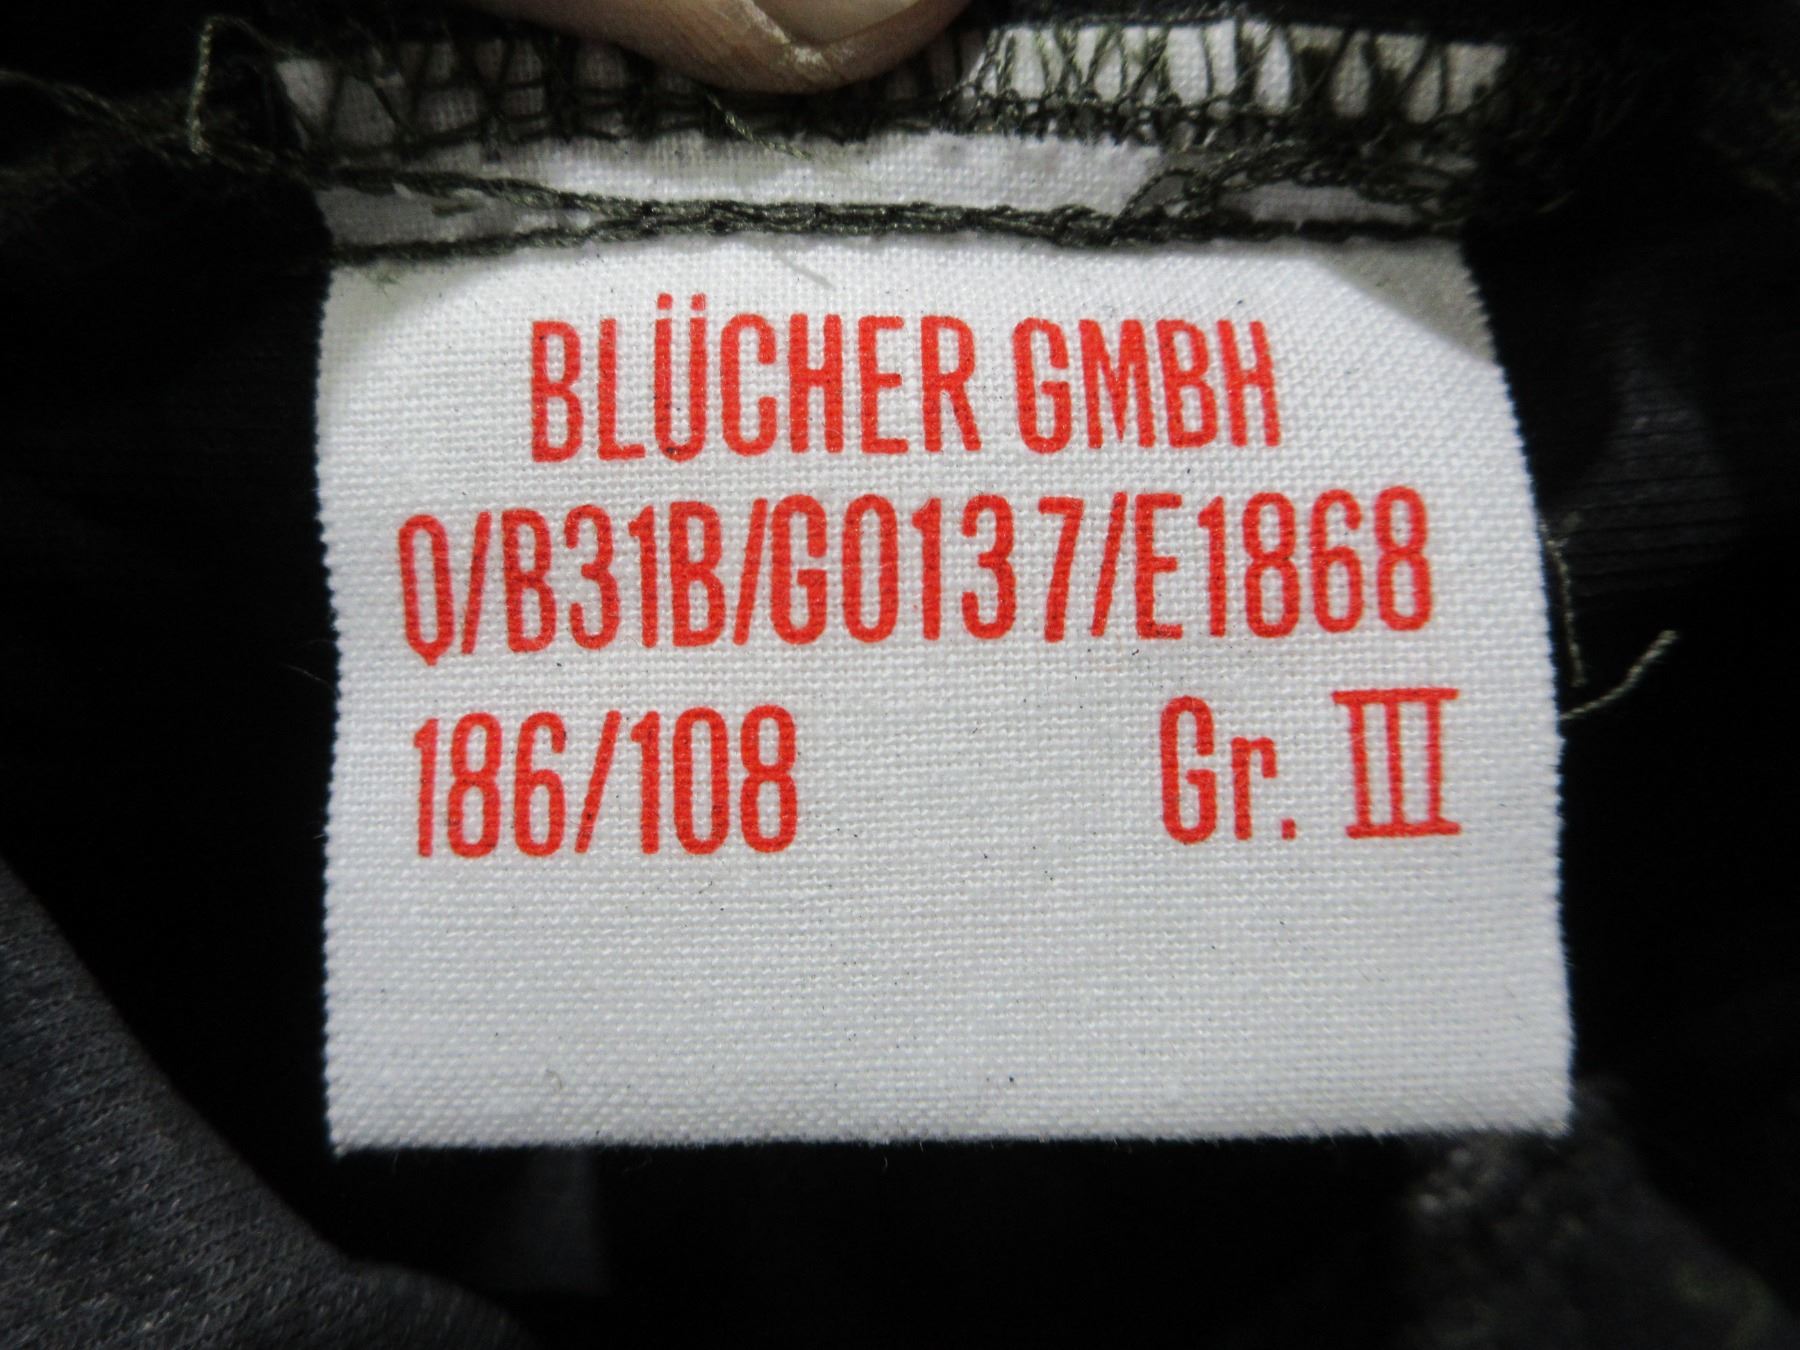 BLÜCHER GMBH
Q/B31B/G0137/E1868
186/108 Gr. III